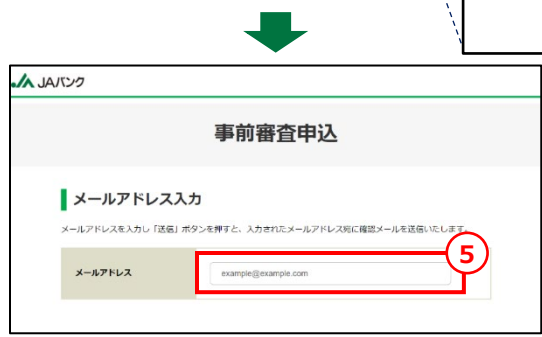 JAバンク
事前審査申込
メールアドレス入力
メールアドレスを入力し「送信」ボタンを押すと、入力されたメールアドレス宛に確認メールを送信いたします。
5
メールアドレス
example@example.com